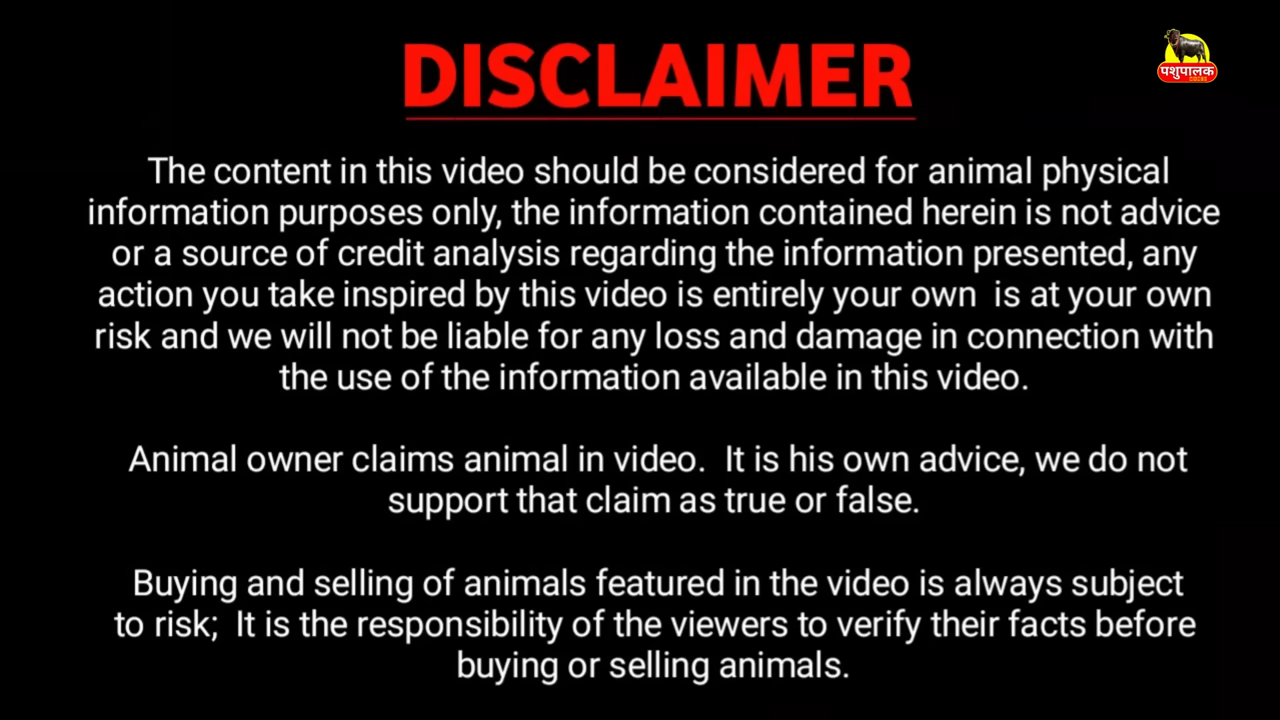 DISCLAIMER
पशुपालक
The content in this video should be considered for animal physical
information purposes only, the information contained herein is not advice
or a source of credit analysis regarding the information presented, any
action you take inspired by this video is entirely your own  is at your own
risk and we will not be liable for any loss and damage in connection with
the use of the information available in this video.
Animal owner claims animal in video.  It is his own advice, we do not
support that claim as true or false.
Buying and selling of animals featured in the video is always subject
to risk;  It is the responsibility of the viewers to verify their facts before
buying or selling animals.